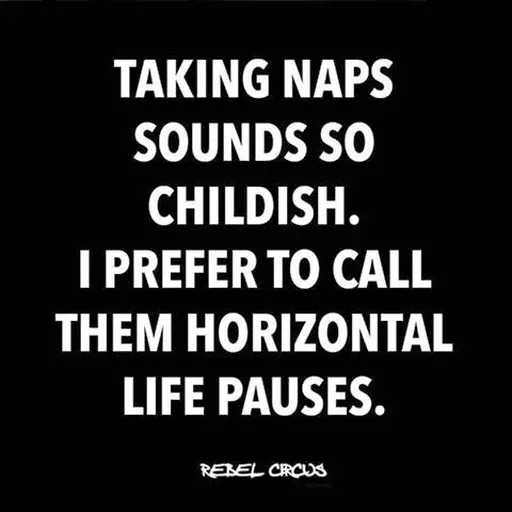 TAKING NAPS
SOUNDS SO
CHILDISH.
I PREFER TO CALL
THEM HORIZONTAL
LIFE PAUSES.
REBEL CIRCUS